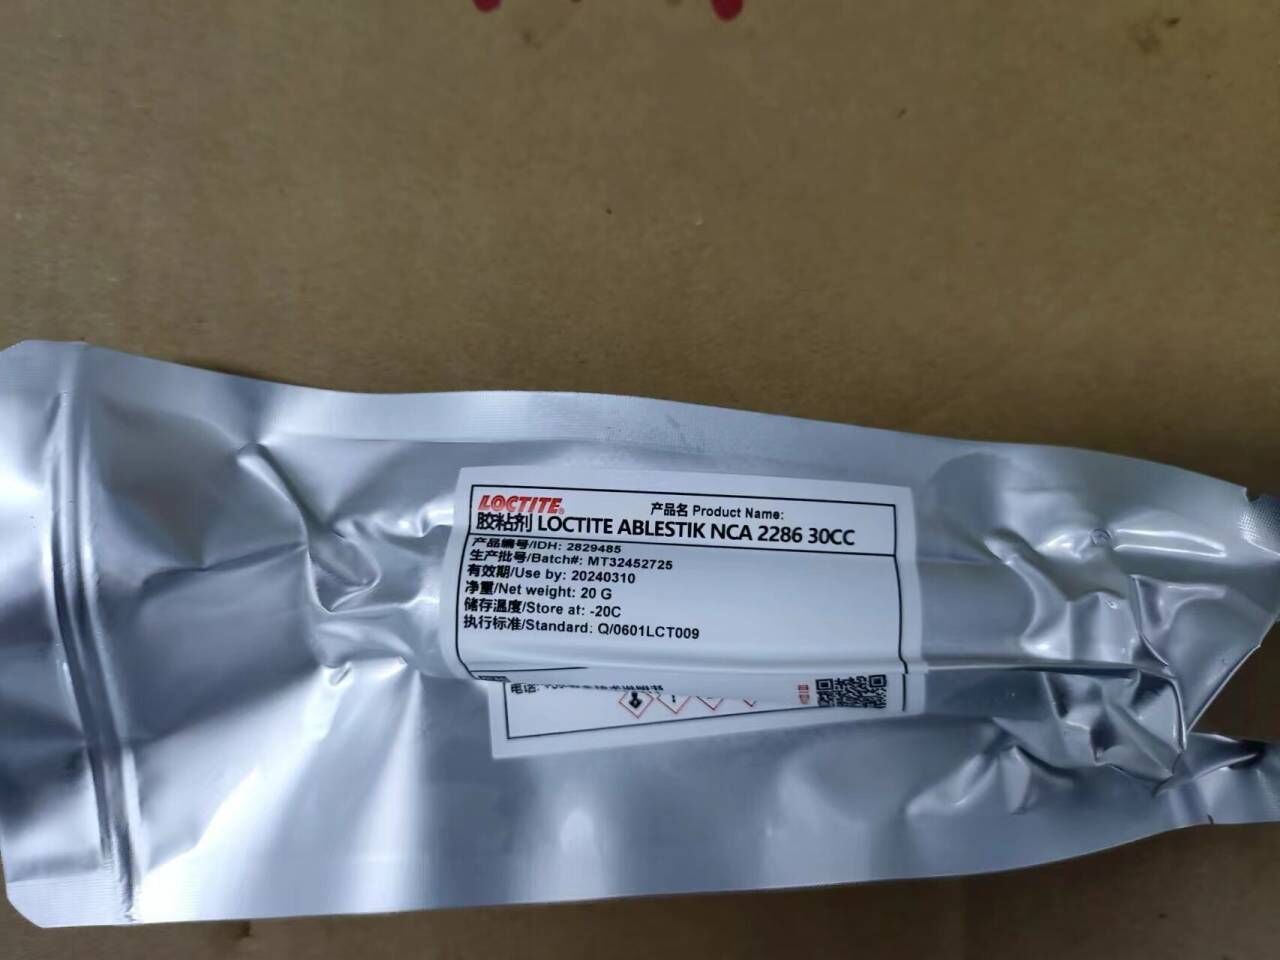 LOCTITE
产品名 Product Name:
胶粘剂 LOCTITE ABLESTIK NCA 2286 30CC
产品编号/IDH: 2829485
生产批号/Batch#: MT32452725
有效期/Use by: 20240310
净重/Net weight: 20 G
储存温度/Store at: -20C
执行标准/Standard: Q/0601LCT009
电话: